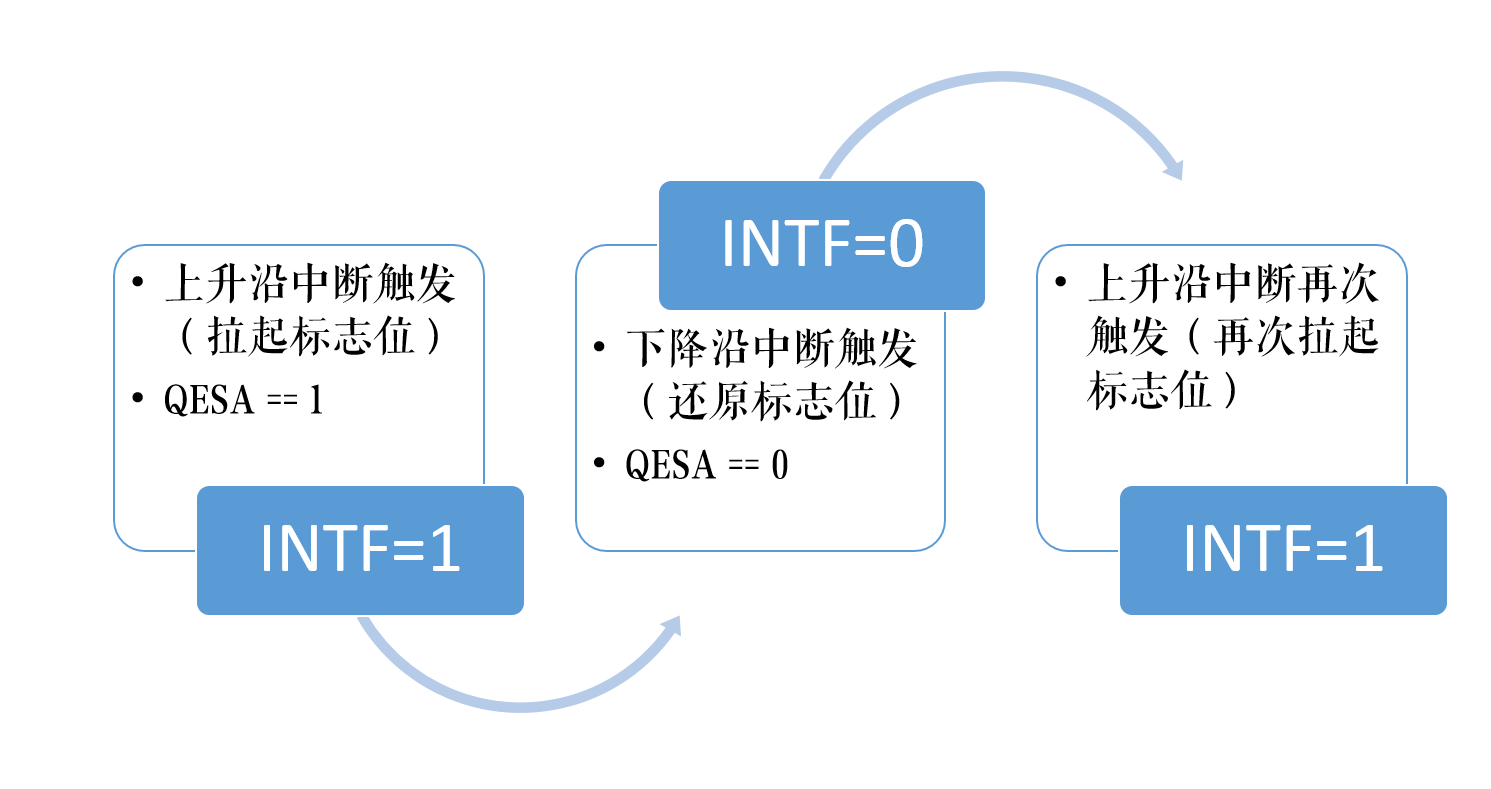 • 上升沿中断触发
（拉起标志位）
• QESA == 1
INTF=1
INTF=0
• 下降沿中断触发
（还原标志位）
• QESA == 0
• 上升沿中断再次
触发（再次拉起
标志位）
INTF=1